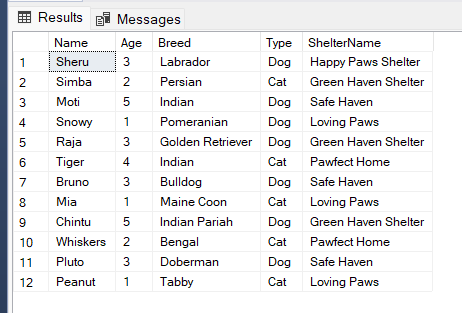 Results Messages
Name Age Breed Type ShelterName
1 Sheru 3 Labrador Dog Happy Paws Shelter
2 Simba 2 Persian Cat Green Haven Shelter
3 Moti 5 Indian Dog Safe Haven
4 Snowy 1 Pomeranian Dog Loving Paws
5 Raja 3 Golden Retriever Dog Green Haven Shelter
6 Tiger 4 Indian Cat Pawfect Home
7 Bruno 3 Bulldog Dog Safe Haven
8 Mia 1 Maine Coon Cat Loving Paws
9 Chintu 5 Indian Pariah Dog Green Haven Shelter
10 Whiskers 2 Bengal Cat Pawfect Home
11 Pluto 3 Doberman Dog Safe Haven
12 Peanut 1 Tabby Cat Loving Paws